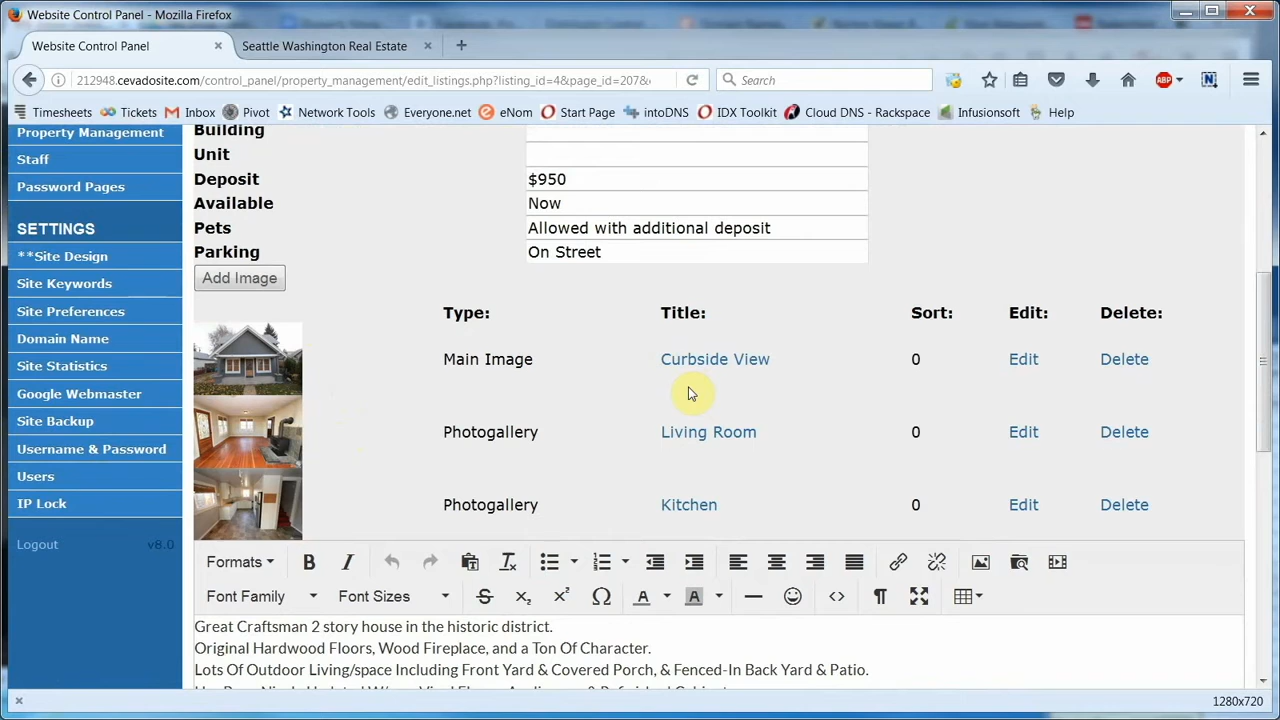 Website Control Panel - Mozilla Firefox
Website Control Panel
Seattle Washington Real Estate
212948.cevadosite.com/control_panel/property_management/edit_listings.php?listing_id=4&page_id=207&
Search
ABP
Timesheets Tickets Inbox Pivot Network Tools Everyone.net eNom Start Page intoDNS IDX Toolkit Cloud DNS - Rackspace Infusionsoft Help
Property Management
Staff
Password Pages
SETTINGS
**Site Design
Site Keywords
Site Preferences
Domain Name
Site Statistics
Google Webmaster
Site Backup
Username & Password
Users
IP Lock
Logout v8.0
Building
Unit
Deposit $950
Available Now
Pets Allowed with additional deposit
Parking On Street
Add Image
Type: Title: Sort: Edit: Delete:
Main Image Curbside View 0 Edit Delete
Photogallery Living Room 0 Edit Delete
Photogallery Kitchen 0 Edit Delete
Formats B I
Font Family Font Sizes
Great Craftsman 2 story house in the historic district.
Original Hardwood Floors, Wood Fireplace, and a Ton Of Character.
Lots Of Outdoor Living/space Including Front Yard & Covered Porch, & Fenced-In Back Yard & Patio.
1280x720